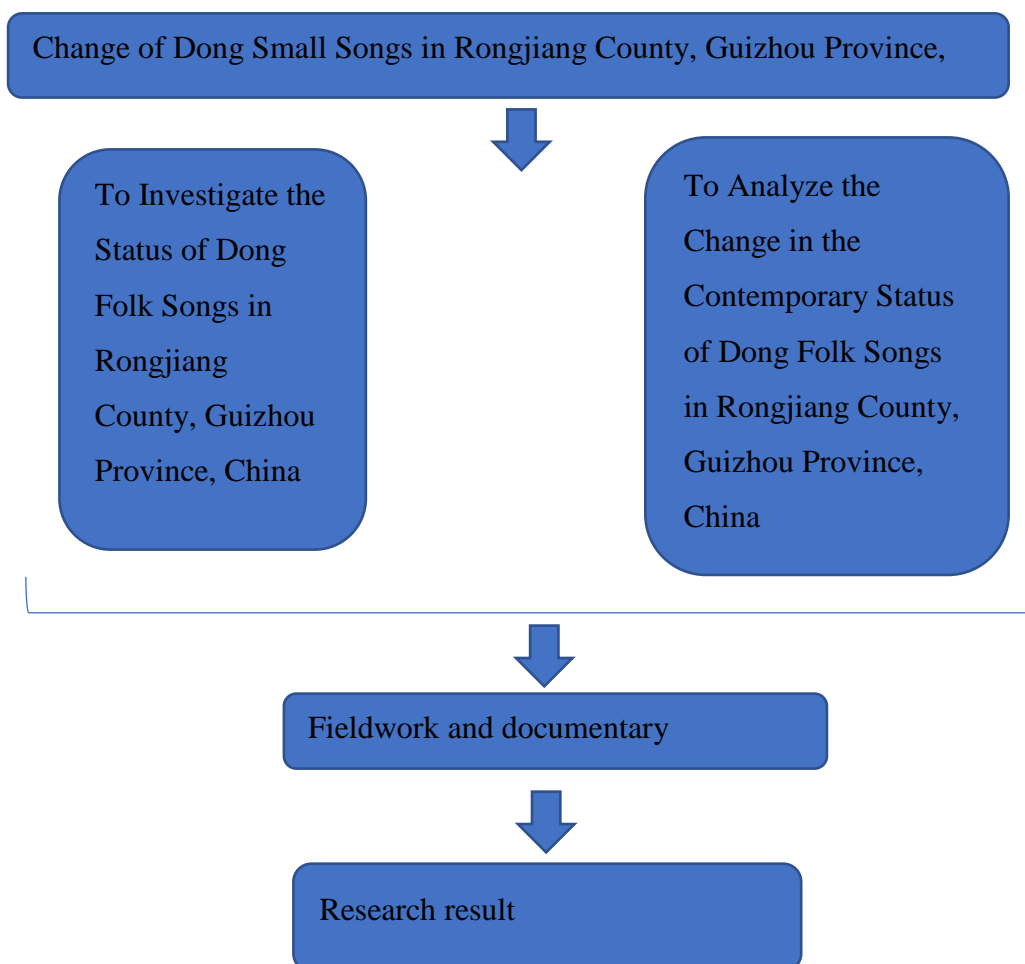 Change of Dong Small Songs in Rongjiang County, Guizhou Province,
To Investigate the
Status of Dong
Folk Songs in
Rongjiang
County, Guizhou
Province, China
To Analyze the
Change in the
Contemporary Status
of Dong Folk Songs
in Rongjiang County,
Guizhou Province,
China
Fieldwork and documentary
Research result